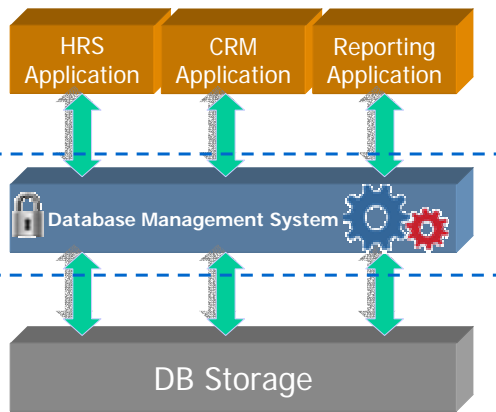 HRS
Application
CRM
Application
Reporting
Application
Database Management System
DB Storage